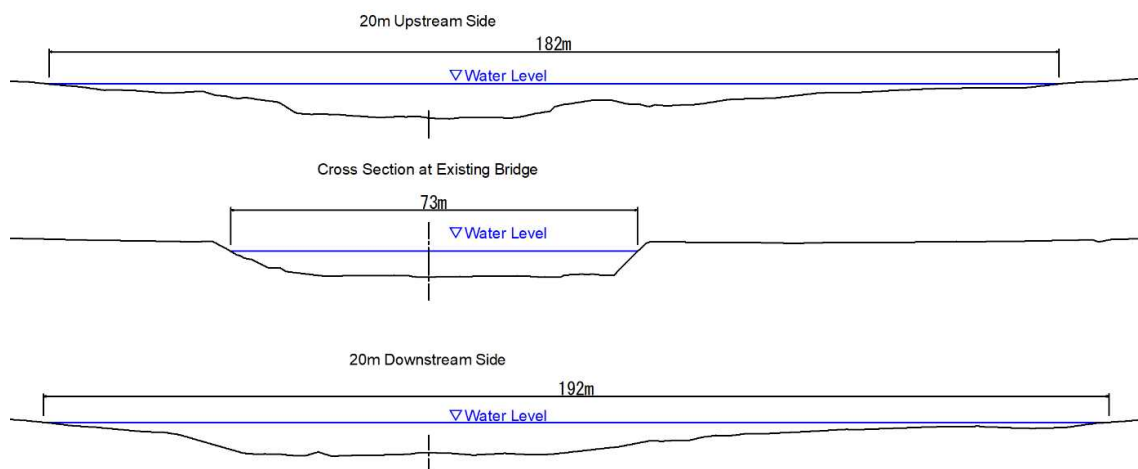 20m Upstream Side
182m
▽Water Level
Cross Section at Existing Bridge
73m
▽Water Level
20m Downstream Side
192m
▽Water Level